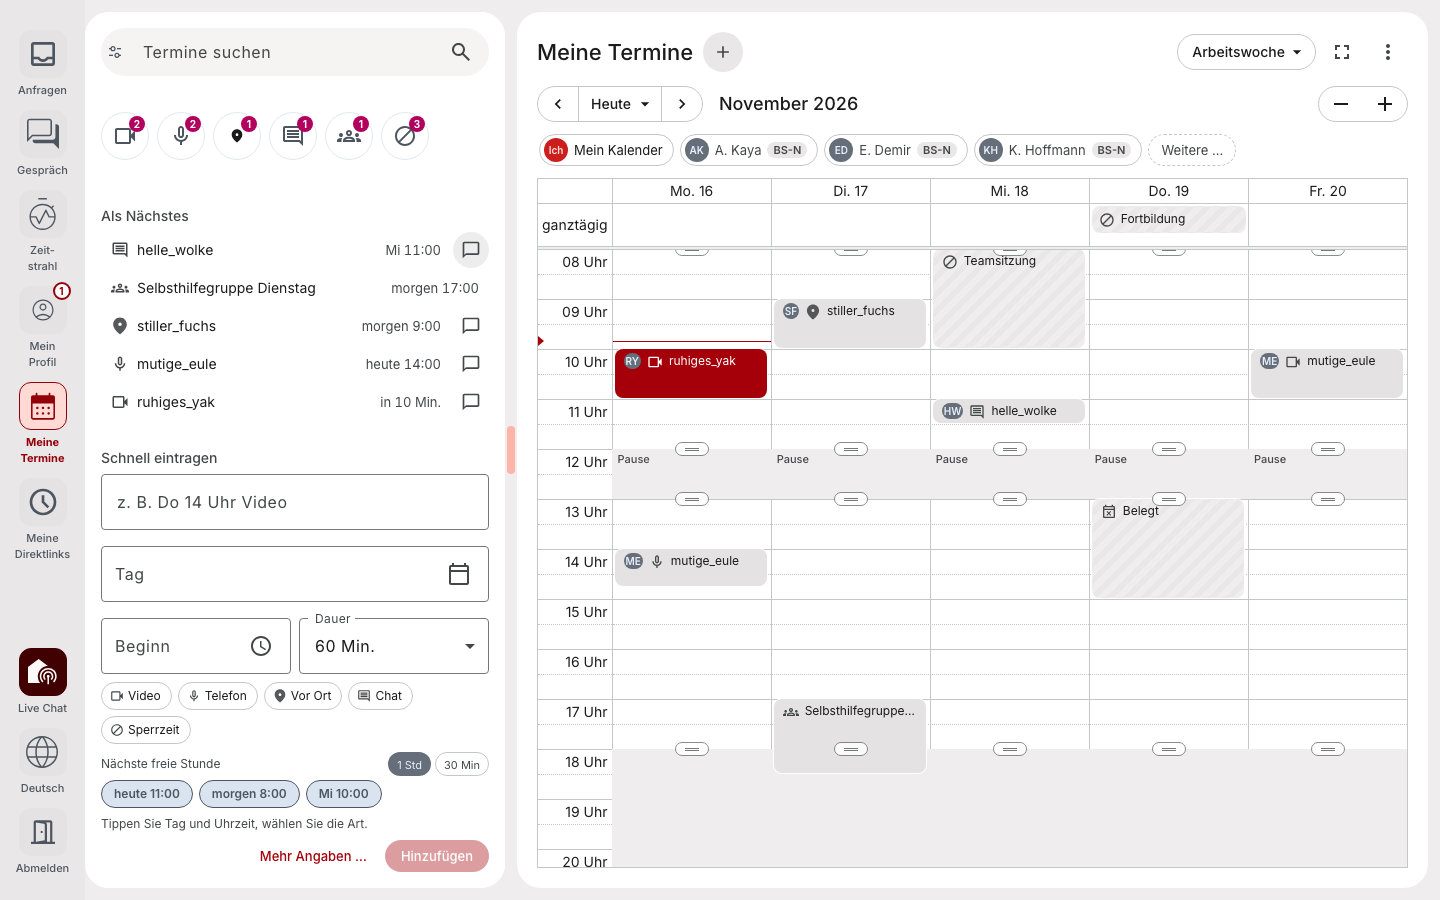 Anfragen
Gespräch
Zeit-
strahl
1
Mein
Profil
Meine
Termine
Meine
Direktlinks
Live Chat
Deutsch
Abmelden
Termine suchen
2
2
1
1
1
3
Als Nächstes
helle_wolke Mi 11:00
Selbsthilfegruppe Dienstag morgen 17:00
stiller_fuchs morgen 9:00
mutige_eule heute 14:00
ruhiges_yak in 10 Min.
Schnell eintragen
z. B. Do 14 Uhr Video
Tag
Beginn
Dauer
60 Min.
Video Telefon Vor Ort Chat
Sperrzeit
Nächste freie Stunde 1 Std 30 Min
heute 11:00 morgen 8:00 Mi 10:00
Tippen Sie Tag und Uhrzeit, wählen Sie die Art.
Mehr Angaben ... Hinzufügen
Meine Termine
Arbeitswoche
Heute November 2026
Ich Mein Kalender AK A. Kaya BS-N ED E. Demir BS-N KH K. Hoffmann BS-N Weitere ...
Mo. 16 Di. 17 Mi. 18 Do. 19 Fr. 20
ganztägig Fortbildung
08 Uhr Teamsitzung
09 Uhr SF stiller_fuchs
10 Uhr RY ruhiges_yak ME mutige_eule
11 Uhr HW helle_wolke
12 Uhr Pause Pause Pause Pause Pause
13 Uhr Belegt
14 Uhr ME mutige_eule
15 Uhr
16 Uhr
17 Uhr Selbsthilfegruppe...
18 Uhr
19 Uhr
20 Uhr